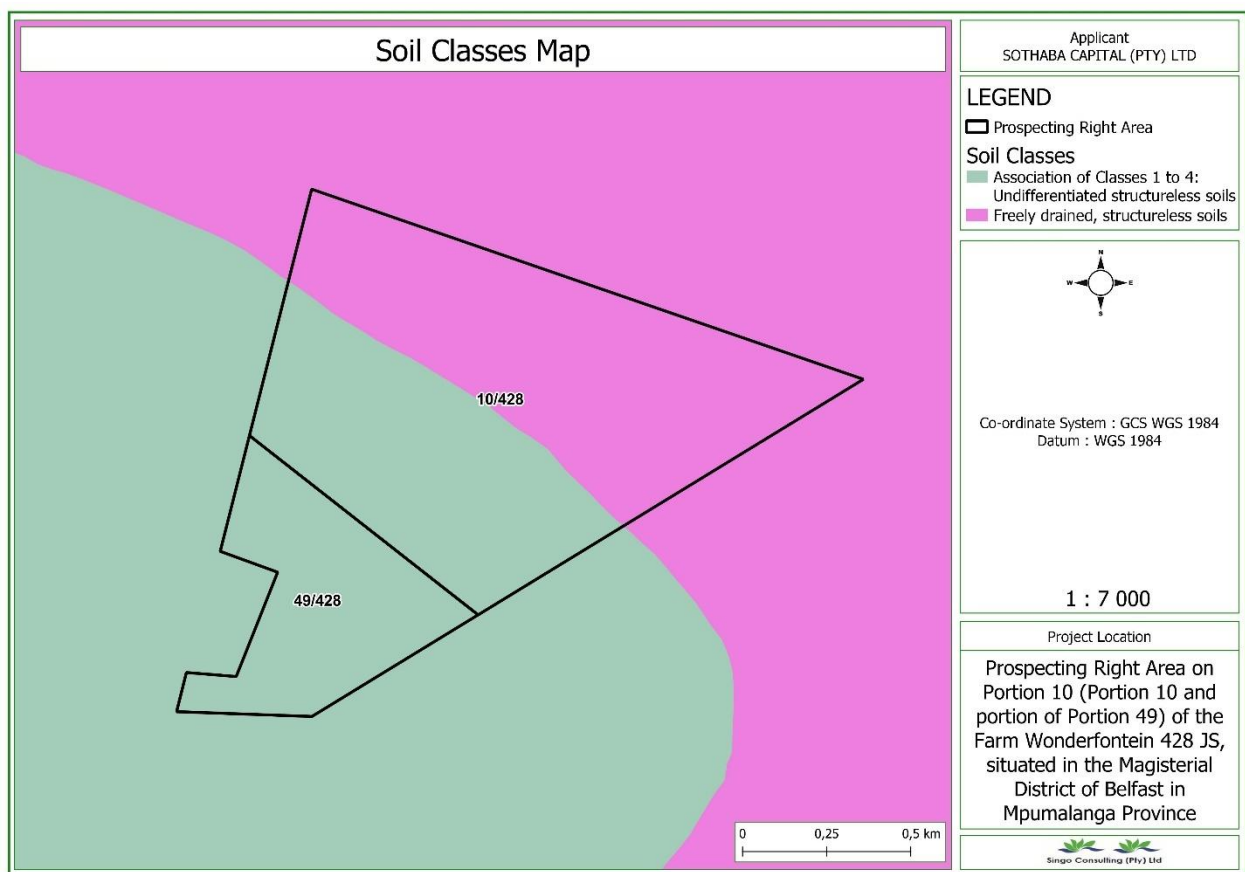 Soil Classes Map
10/428
49/428
0 0,25 0,5 km
Applicant
SOTHABA CAPITAL (PTY) LTD
LEGEND
Prospecting Right Area
Soil Classes
Association of Classes 1 to 4:
Undifferentiated structureless soils
Freely drained, structureless soils
N
W E
S
Co-ordinate System : GCS WGS 1984
Datum : WGS 1984
1 : 7 000
Project Location
Prospecting Right Area on
Portion 10 (Portion 10 and
portion of Portion 49) of the
Farm Wonderfontein 428 JS,
situated in the Magisterial
District of Belfast in
Mpumalanga Province
Singo Consulting (Pty) Ltd